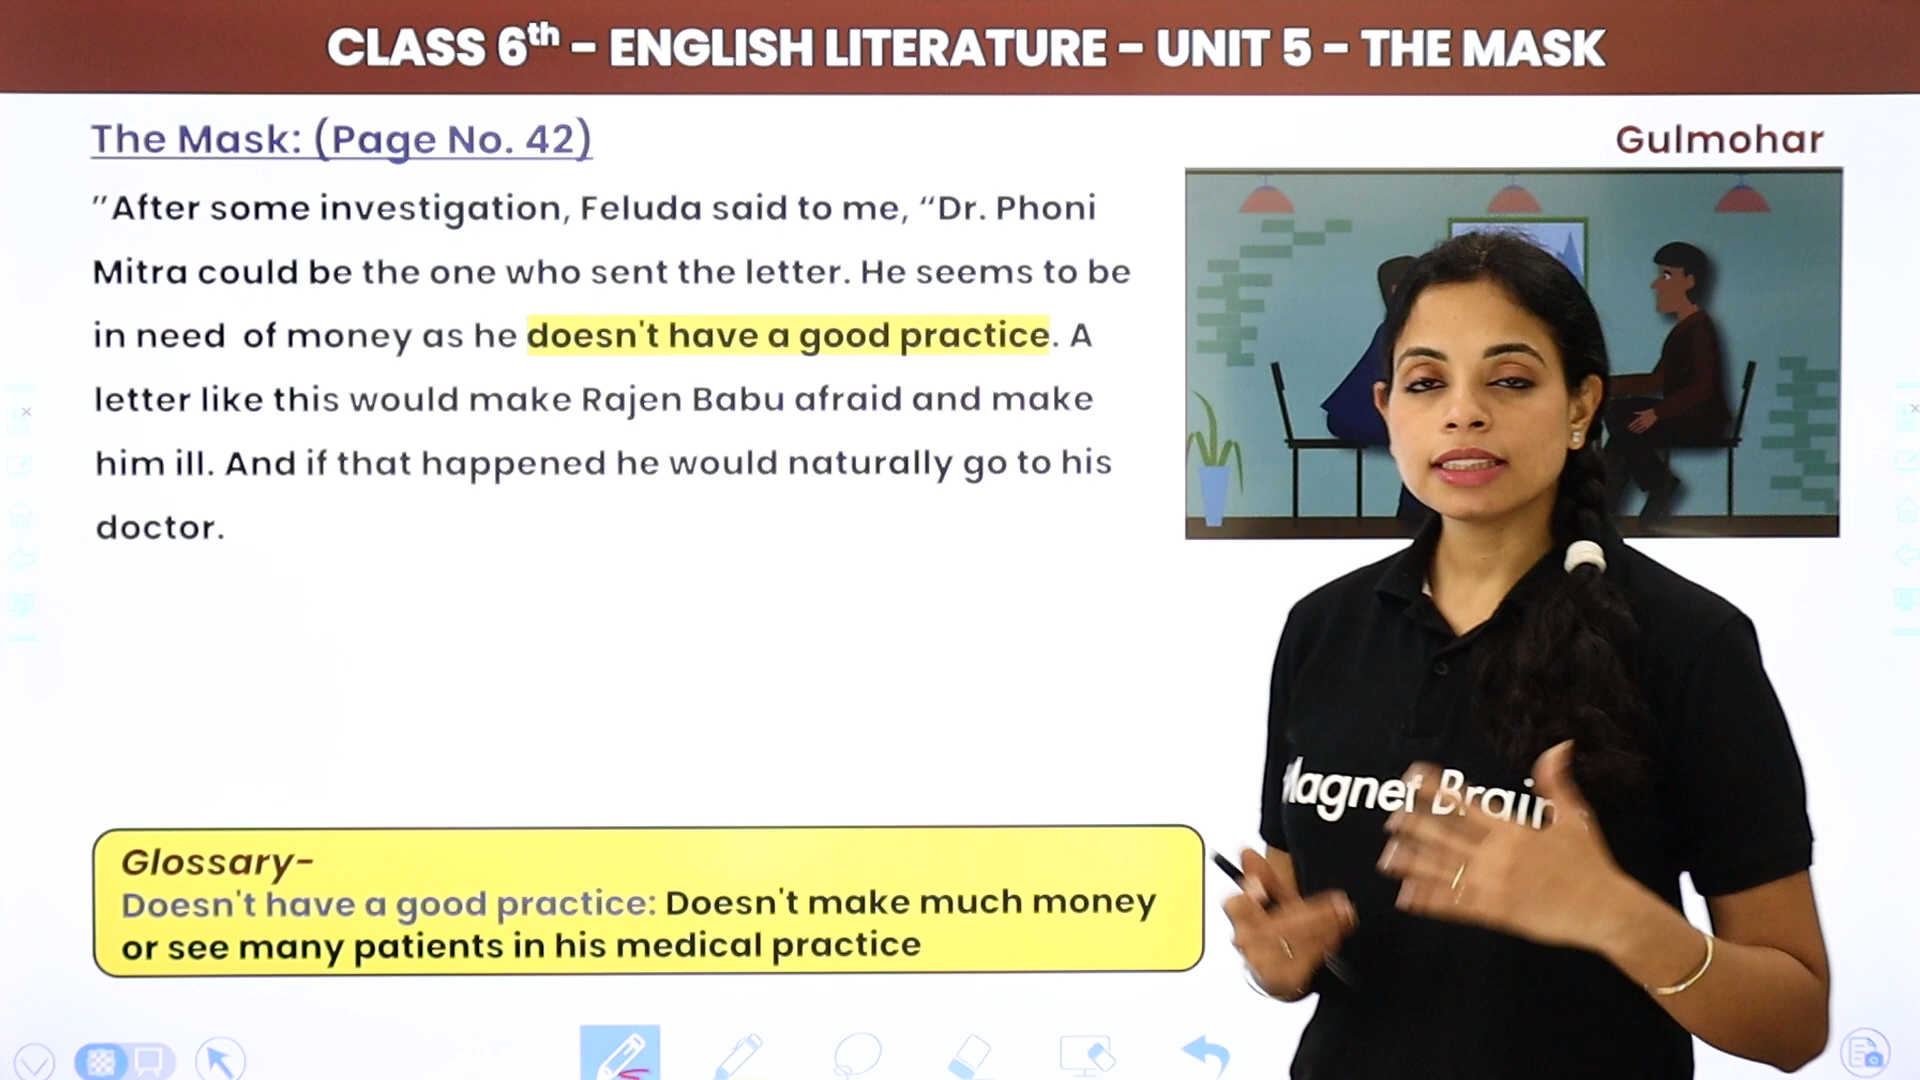 CLASS 6th - ENGLISH LITERATURE - UNIT 5 - THE MASK
The Mask: (Page No. 42)
Gulmohar
"After some investigation, Feluda said to me, “Dr. Phoni
Mitra could be the one who sent the letter. He seems to be
in need of money as he doesn't have a good practice. A
letter like this would make Rajen Babu afraid and make
him ill. And if that happened he would naturally go to his
doctor.
Magnet Brain
Glossary-
Doesn't have a good practice: Doesn't make much money
or see many patients in his medical practice